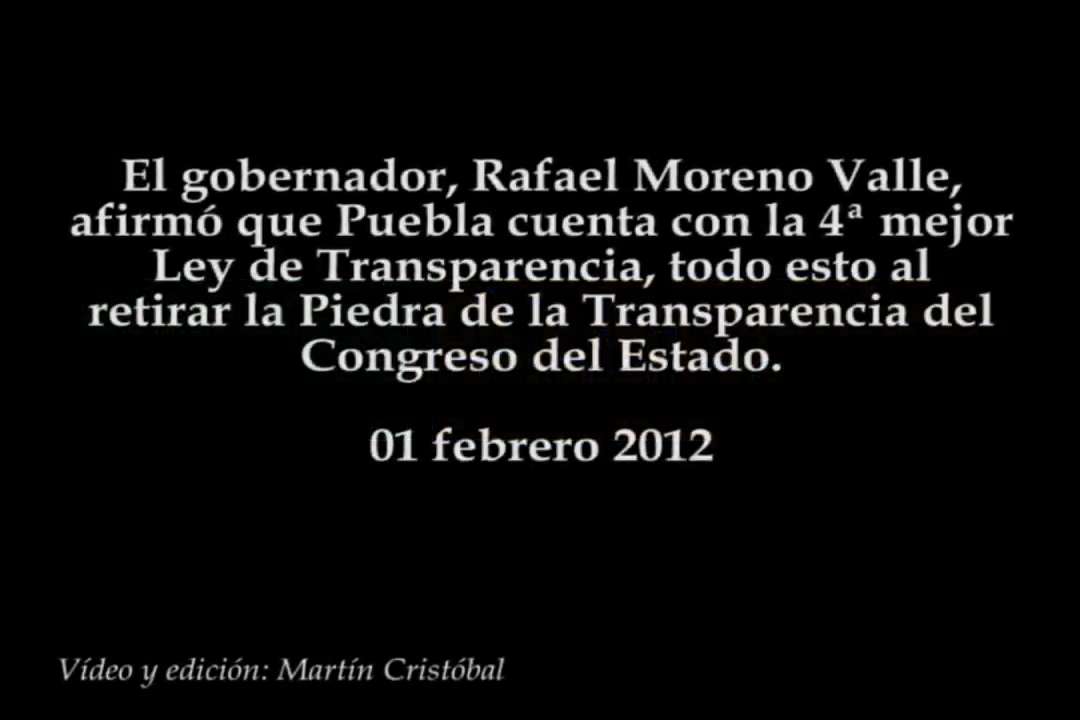 El gobernador, Rafael Moreno Valle,
afirmó que Puebla cuenta con la 4ª mejor
Ley de Transparencia, todo esto al
retirar la Piedra de la Transparencia del
Congreso del Estado.
01 febrero 2012
Vídeo y edición: Martín Cristóbal